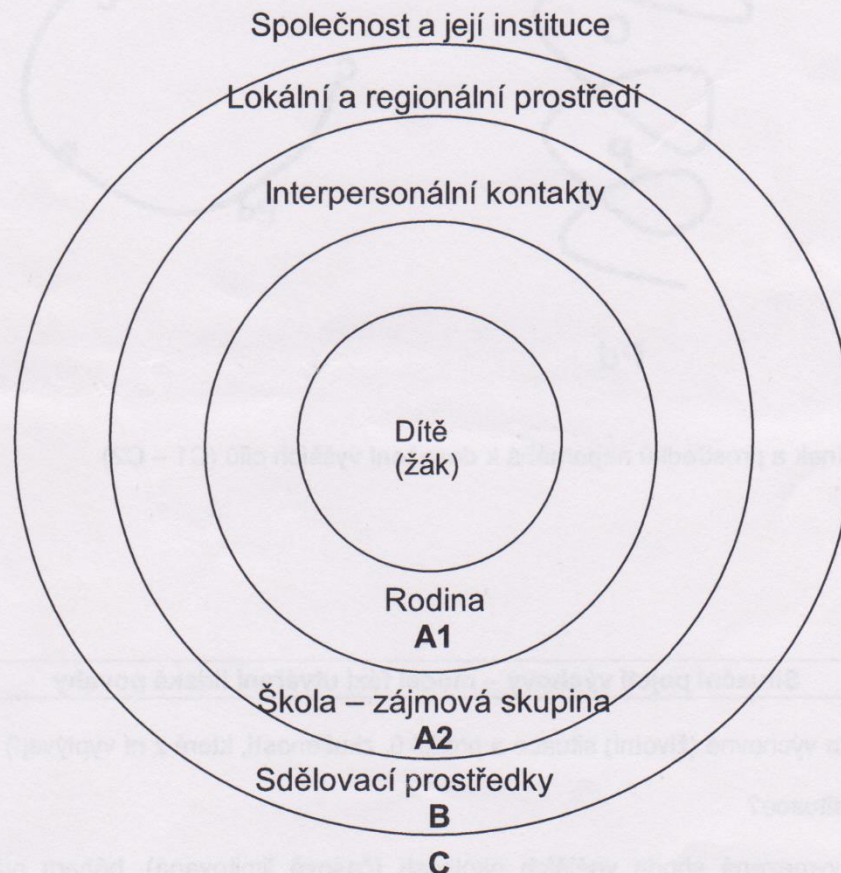 Společnost a její instituce
Lokální a regionální prostředí
Interpersonální kontakty
Dítě
(žák)
Rodina
A1
Škola – zájmová skupina
A2
Sdělovací prostředky
B
C